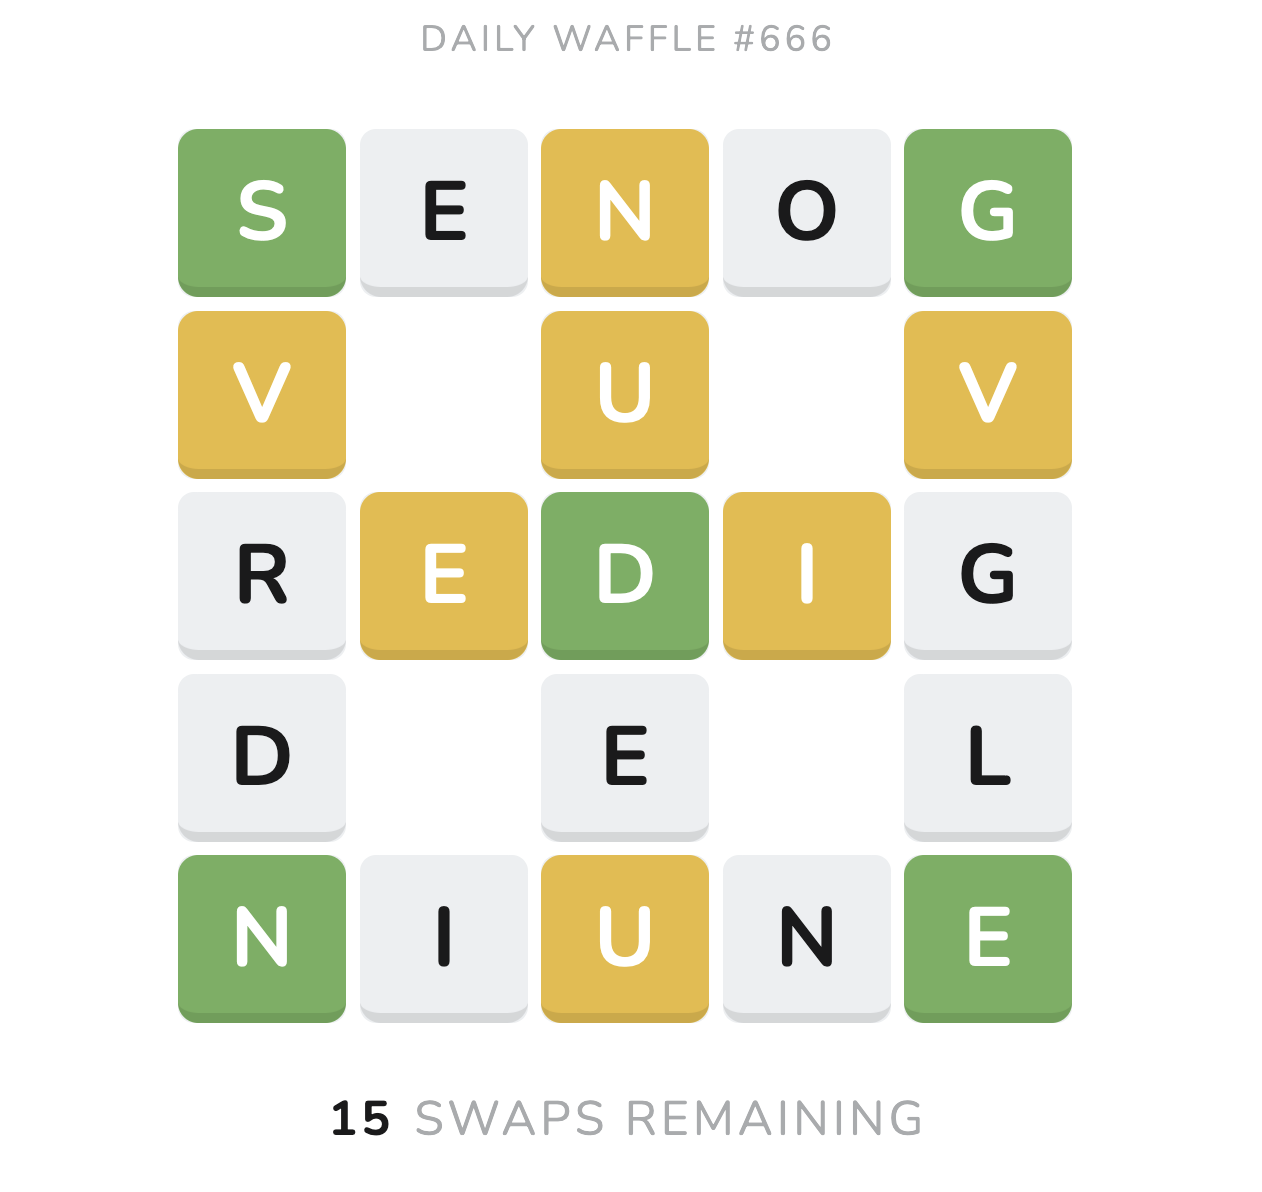 DAILY WAFFLE #666
S E N O G
V U V
R E D I G
D E L
N I U N E
15 SWAPS REMAINING